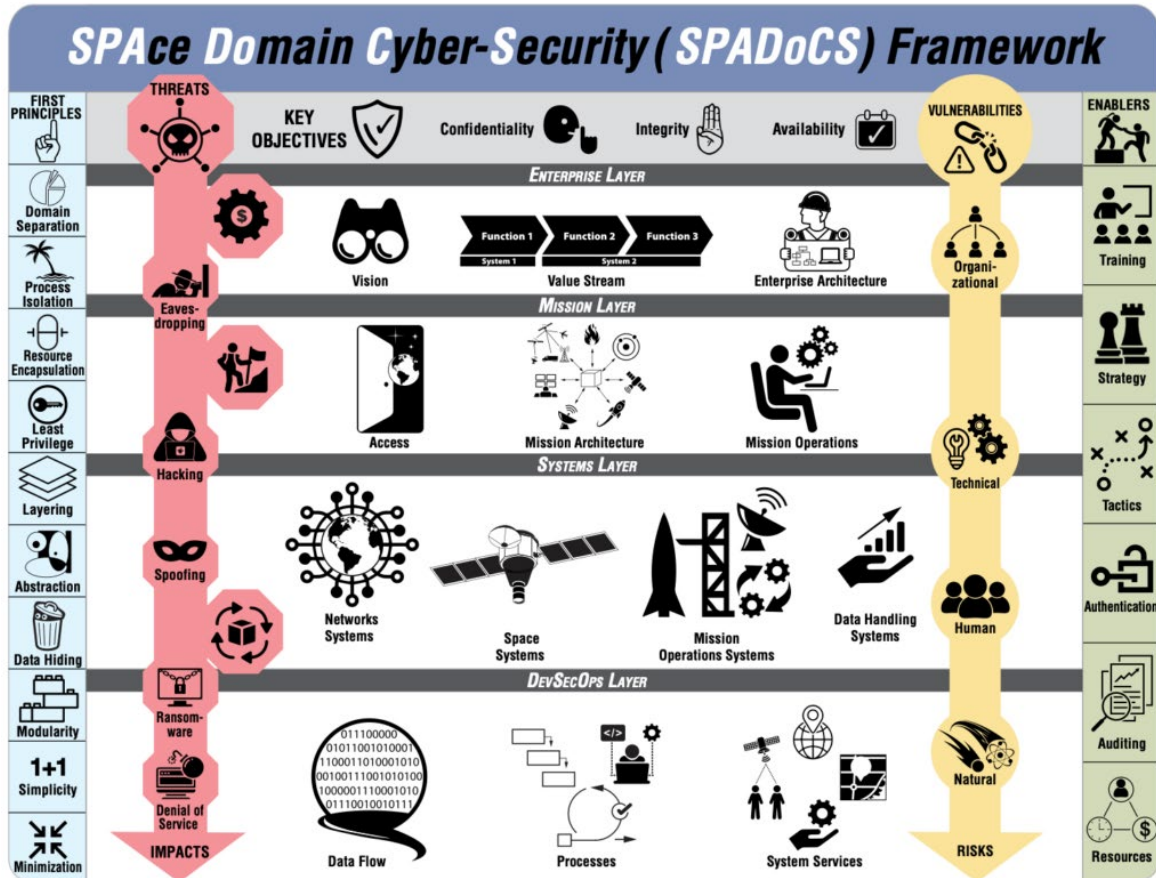 SPAce Domain Cyber-Security ( SPADoCS) Framework
FIRST
PRINCIPLES
Domain
Separation
Process
Isolation
Resource
Encapsulation
Least
Privilege
Layering
Abstraction
Data Hiding
Modularity
1+1
Simplicity
Minimization
THREATS
Eaves-
dropping
Hacking
Spoofing
Ransom-
ware
Denial of
Service
IMPACTS
KEY
OBJECTIVES
Confidentiality
Integrity
Availability
ENTERPRISE LAYER
$
Vision
Function 1
Function 2
Function 3
System 1
System 2
Value Stream
Enterprise Architecture
MISSION LAYER
Access
Mission Architecture
Mission Operations
SYSTEMS LAYER
Networks
Systems
Space
Systems
Mission
Operations Systems
Data Handling
Systems
DEVSECOPS LAYER
011100000
01011001010001
11000110100010 10
001001110010101 00
1000001110001010
01110010010111
Data Flow
</>
Processes
System Services
VULNERABILITIES
Organi-
zational
Technical
Human
Natural
RISKS
ENABLERS
Training
Strategy
Tactics
Authentication
Auditing
$
Resources